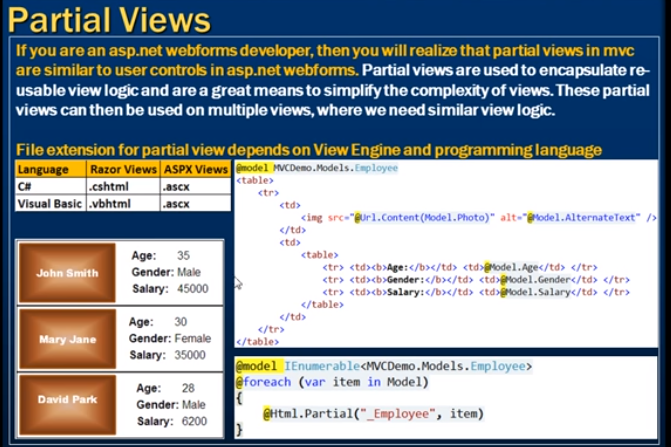 Partial Views
If you are an asp.net webforms developer, then you will realize that partial views in mvc
are similar to user controls in asp.net webforms. Partial views are used to encapsulate re-
usable view logic and are a great means to simplify the complexity of views. These partial
views can then be used on multiple views, where we need similar view logic.
File extension for partial view depends on View Engine and programming language
Language Razor Views ASPX Views
C# .cshtml .ascx
Visual Basic .vbhtml .ascx
@model MVCDemo.Models.Employee
<table>
<tr>
<td>
<img src="@Url.Content(Model.Photo)" alt="@Model.AlternateText" />
</td>
<td>
<table>
<tr> <td><b>Age:</b></td> <td>@Model.Age</td> </tr>
<tr> <td><b>Gender:</b></td> <td>@Model.Gender</td> </tr>
<tr> <td><b>Salary:</b></td> <td>@Model.Salary</td> </tr>
</table>
</td>
</tr>
</table>
John Smith
Age: 35
Gender: Male
Salary: 45000
Mary Jane
Age: 30
Gender: Female
Salary: 35000
David Park
Age: 28
Gender: Male
Salary: 6200
@model IEnumerable<MVCDemo.Models.Employee>
@foreach (var item in Model)
{
@Html.Partial("_Employee", item)
}